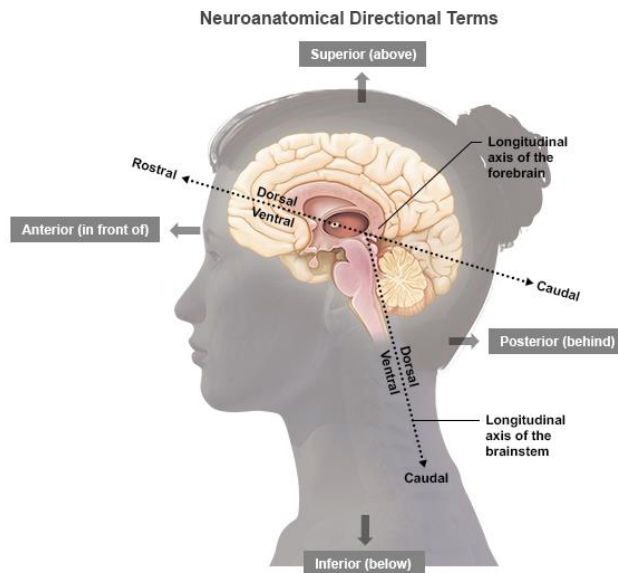 Neuroanatomical Directional Terms
Superior (above)
Longitudinal
axis of the
forebrain
Rostral
Dorsal
Ventral
Anterior (in front of)
Caudal
Posterior (behind)
Dorsal
Ventral
Longitudinal
axis of the
brainstem
Caudal
Inferior (below)